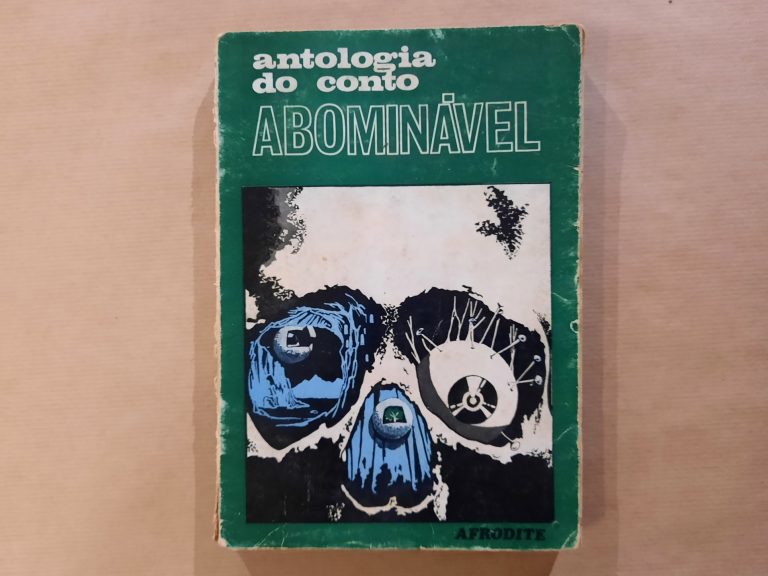 antologia
do conto
ABOMINÁVEL
AFRODITE